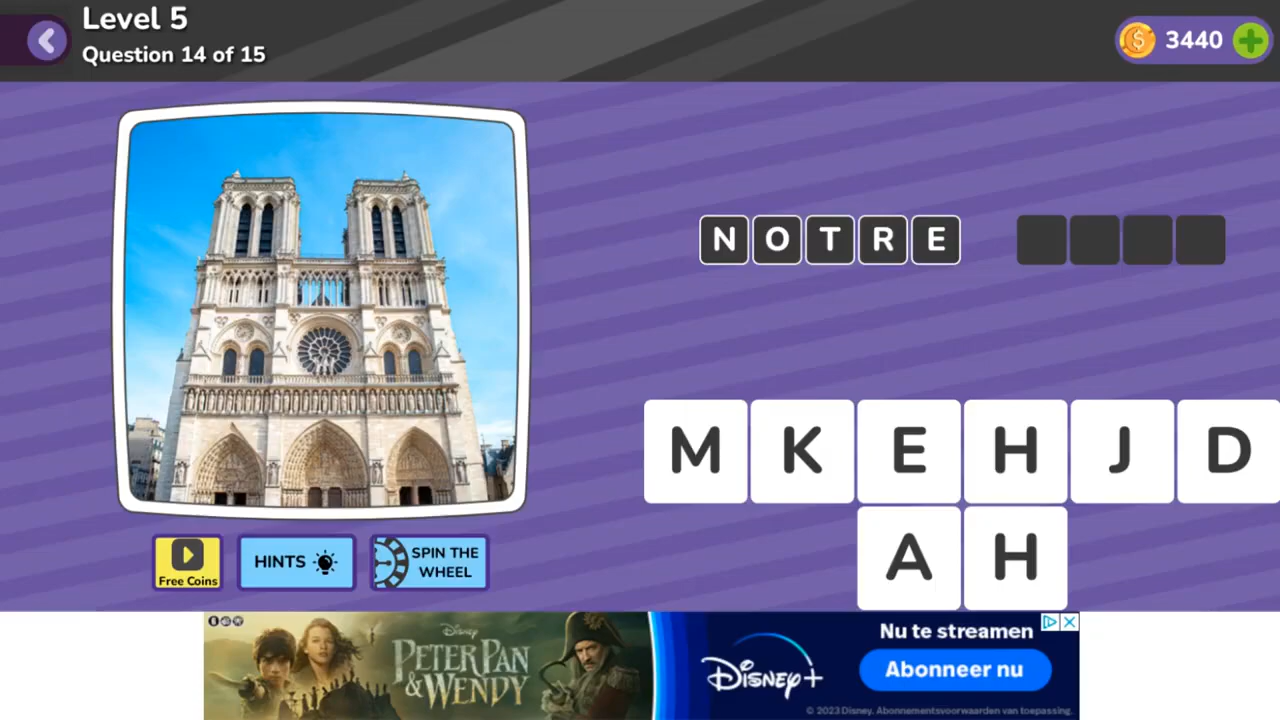 Level 5
Question 14 of 15
3440
NOTRE
M K E H J D
A H
Free Coins
HINTS
SPIN THE
WHEEL
Disney
PETER PAN
& WENDY
Disney+
Nu te streamen
Abonneer nu
© 2023 Disney. Abonnementsvoorwaarden van toepassing.